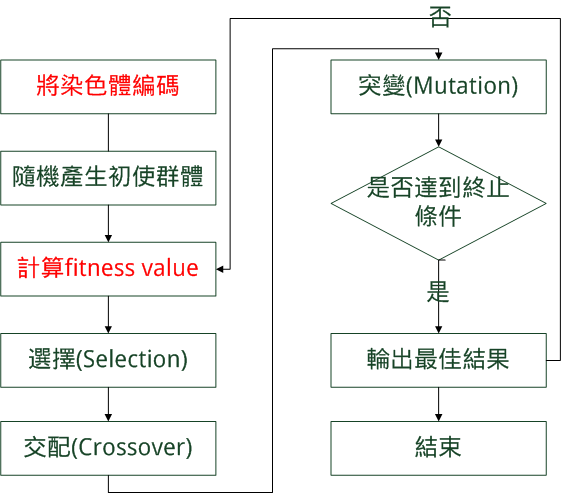 將染色體編碼
隨機產生初使群體
計算fitness value
選擇(Selection)
交配(Crossover)
否
突變(Mutation)
是否達到終止
條件
是
輪出最佳結果
結束